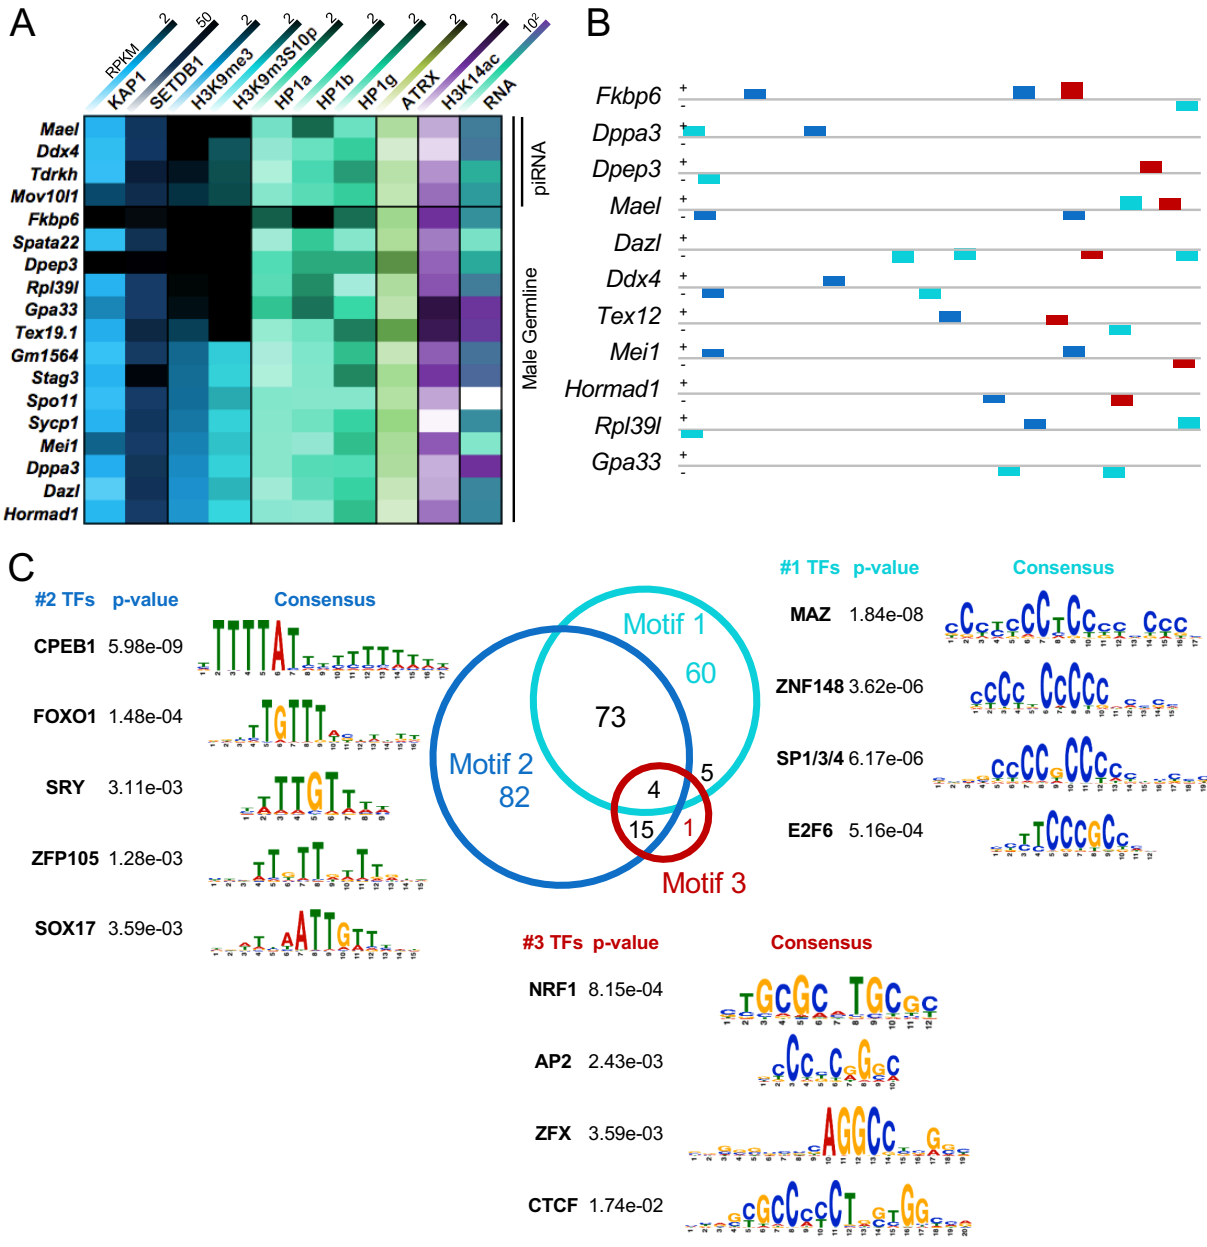 A
B
RPKM 2 50 2 2 2 2 2 2 2 10²
KAP1 SETDB1 H3K9me3 H3K9m3S10p HP1a HP1b HP1g ATRX H3K14ac RNA
Mael
Ddx4
Tdrkh
Mov10l1
Fkbp6
Spata22
Dpep3
Rpl39l
Gpa33
Tex19.1
Gm1564
Stag3
Spo11
Sycp1
Mei1
Dppa3
Dazl
Hormad1
piRNA
Male Germline
Fkbp6 + -
Dppa3 + -
Dpep3 + -
Mael + -
Dazl + -
Ddx4 + -
Tex12 + -
Mei1 + -
Hormad1 + -
Rpl39l + -
Gpa33 + -
C
#2 TFs p-value Consensus
CPEB1 5.98e-09
FOXO1 1.48e-04
SRY 3.11e-03
ZFP105 1.28e-03
SOX17 3.59e-03
Motif 1
60
73
Motif 2
82
5
4
15
1
Motif 3
#1 TFs p-value Consensus
MAZ 1.84e-08
ZNF148 3.62e-06
SP1/3/4 6.17e-06
E2F6 5.16e-04
#3 TFs p-value Consensus
NRF1 8.15e-04
AP2 2.43e-03
ZFX 3.59e-03
CTCF 1.74e-02